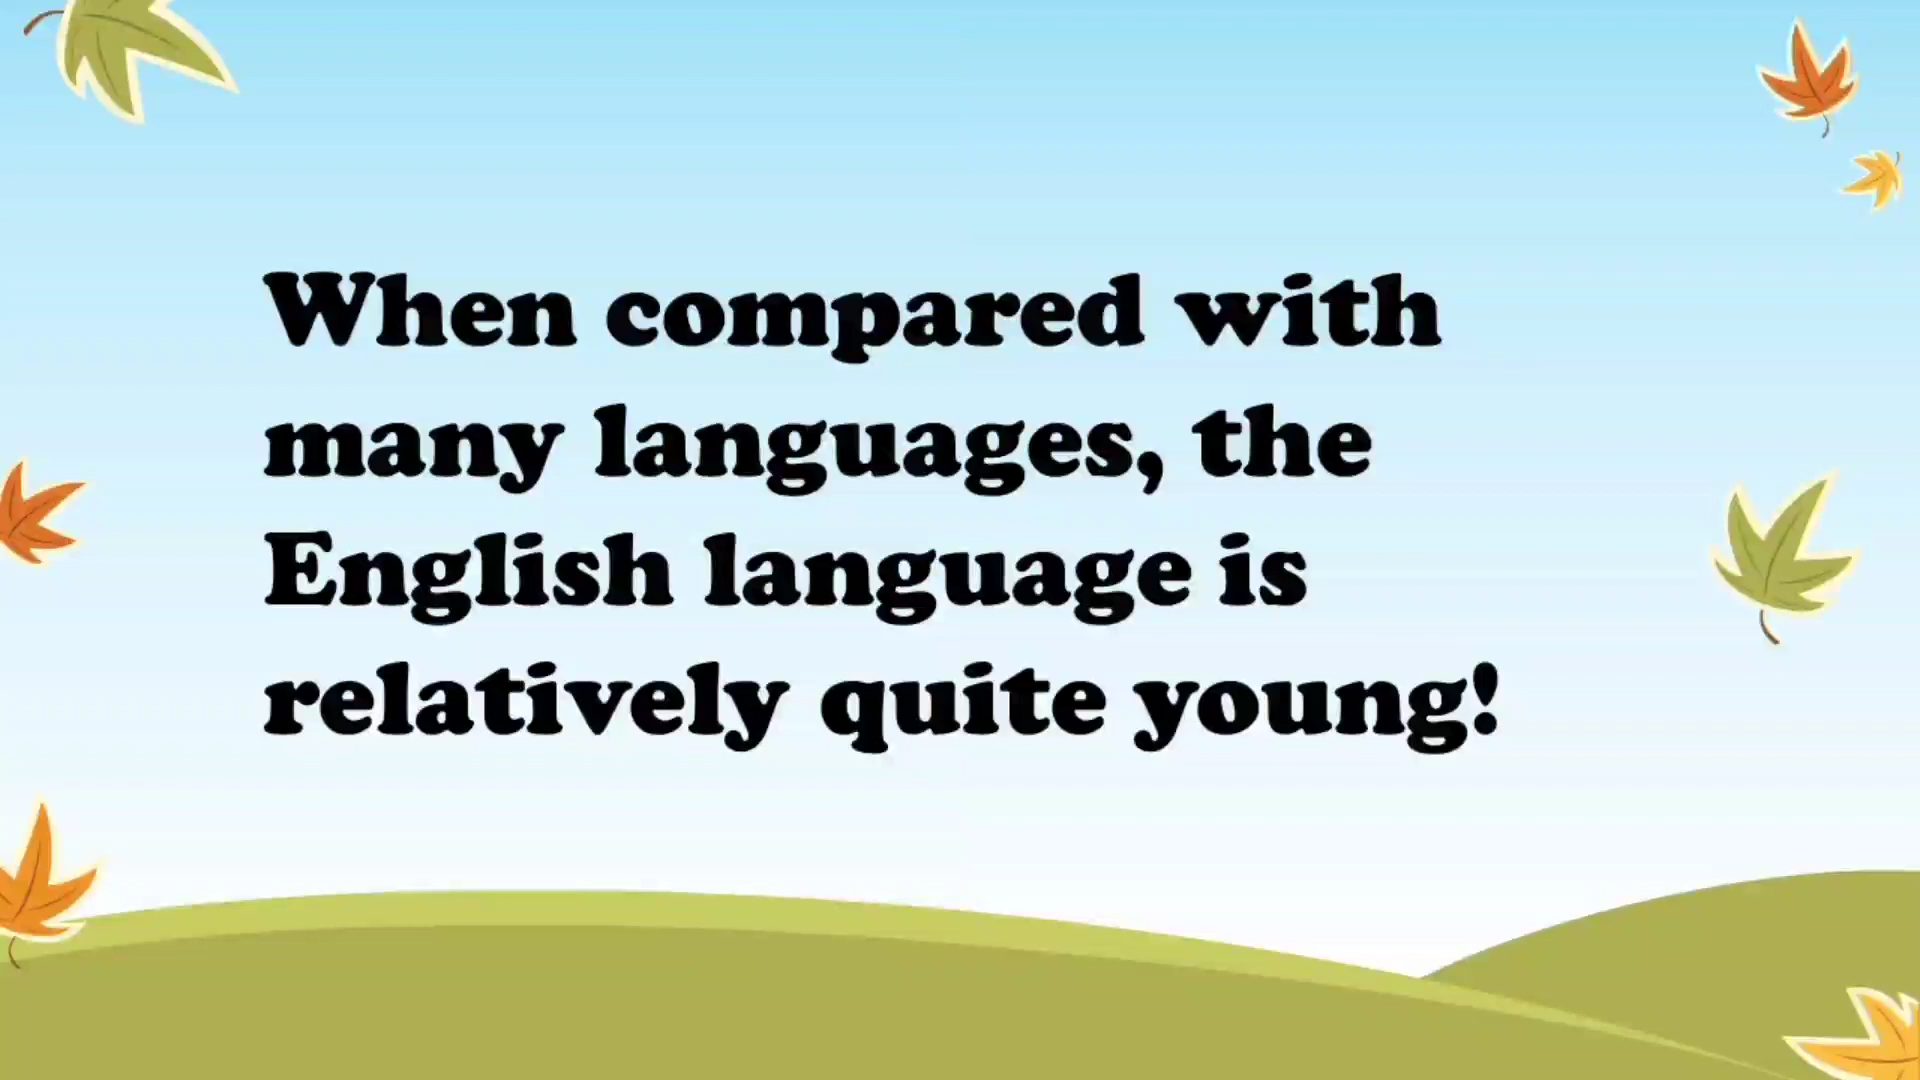 When compared with
many languages, the
English language is
relatively quite young!